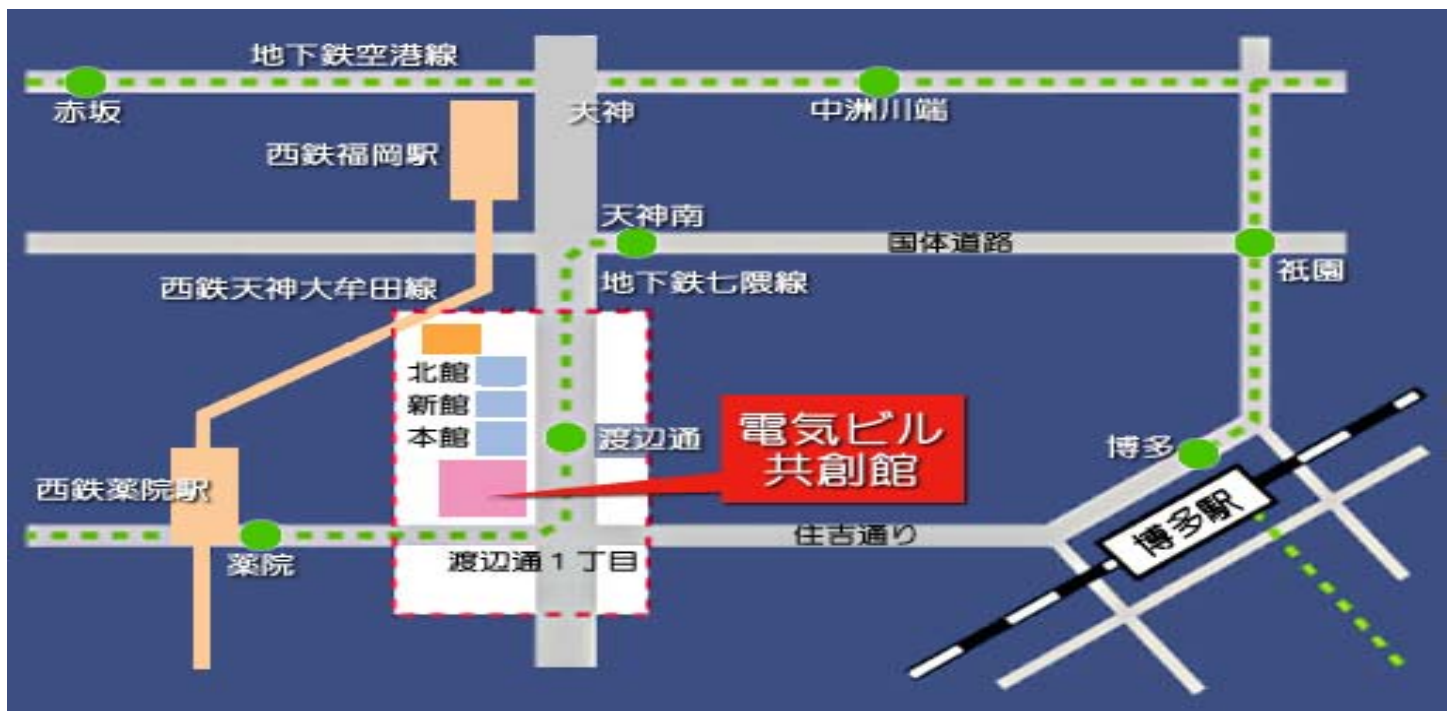 地下鉄空港線
赤坂
天神
中洲川端
西鉄福岡駅
天神南
国体道路
祇園
西鉄天神大牟田線
地下鉄七隈線
北館
新館
本館
渡辺通
電気ビル
共創館
博多
西鉄薬院駅
博多駅
住吉通り
薬院
渡辺通1丁目